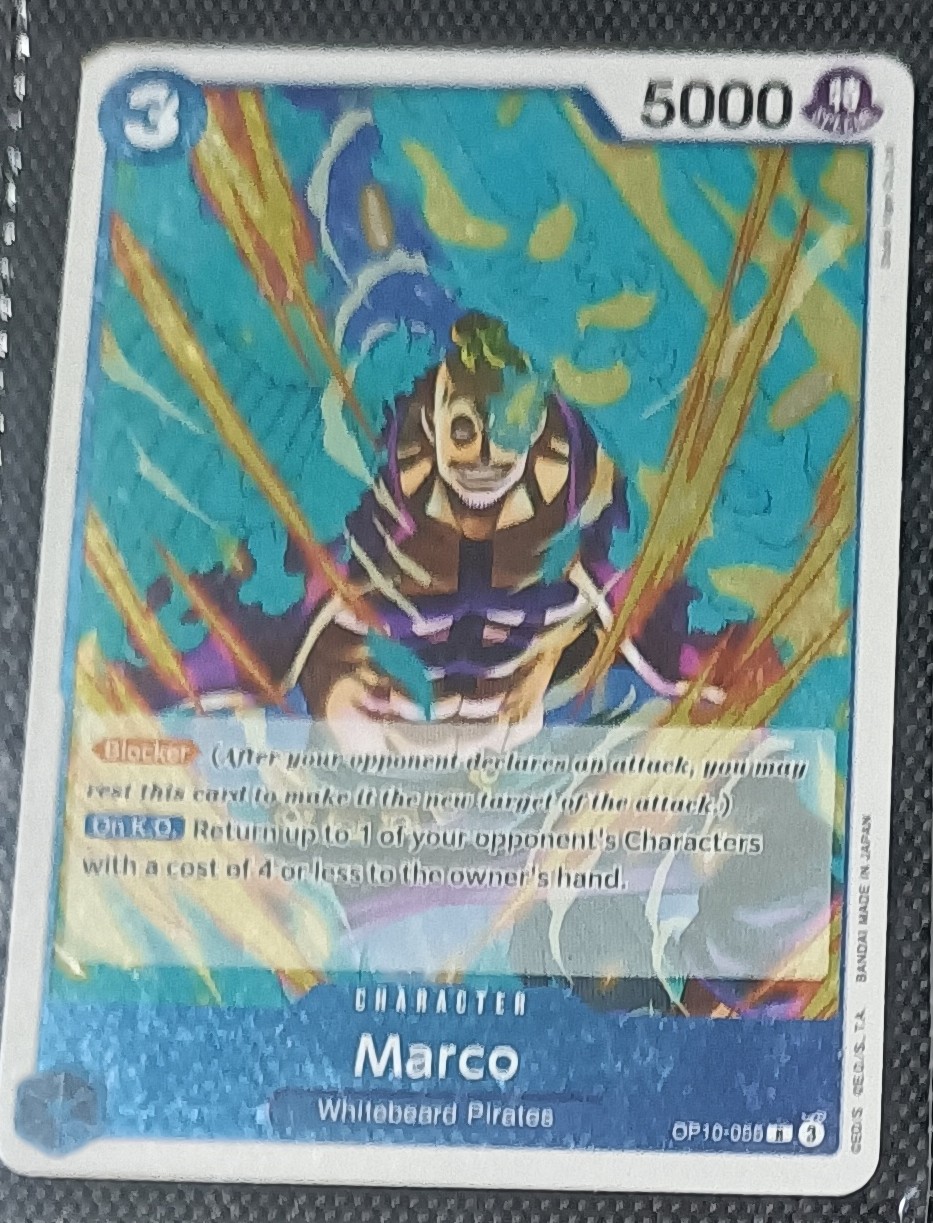 3
5000
Blocker (After your opponent declares an attack, you may
rest this card to make it the new target of the attack.)
On K.O. Return up to 1 of your opponent's Characters
with a cost of 4 or less to the owner's hand.
CHARACTER
Marco
Whitebeard Pirates
R 3
BANDAI MADE IN JAPAN